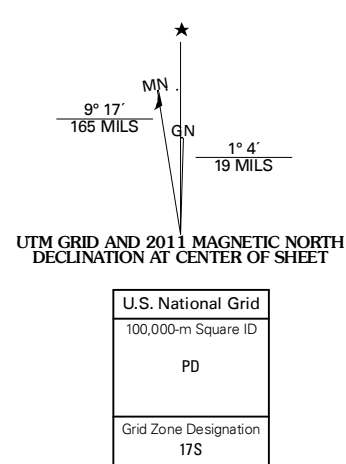 ★
MN
9° 17´
165 MILS
GN
1° 4´
19 MILS
UTM GRID AND 2011 MAGNETIC NORTH
DECLINATION AT CENTER OF SHEET
U.S. National Grid
100,000-m Square ID
PD
Grid Zone Designation
17S